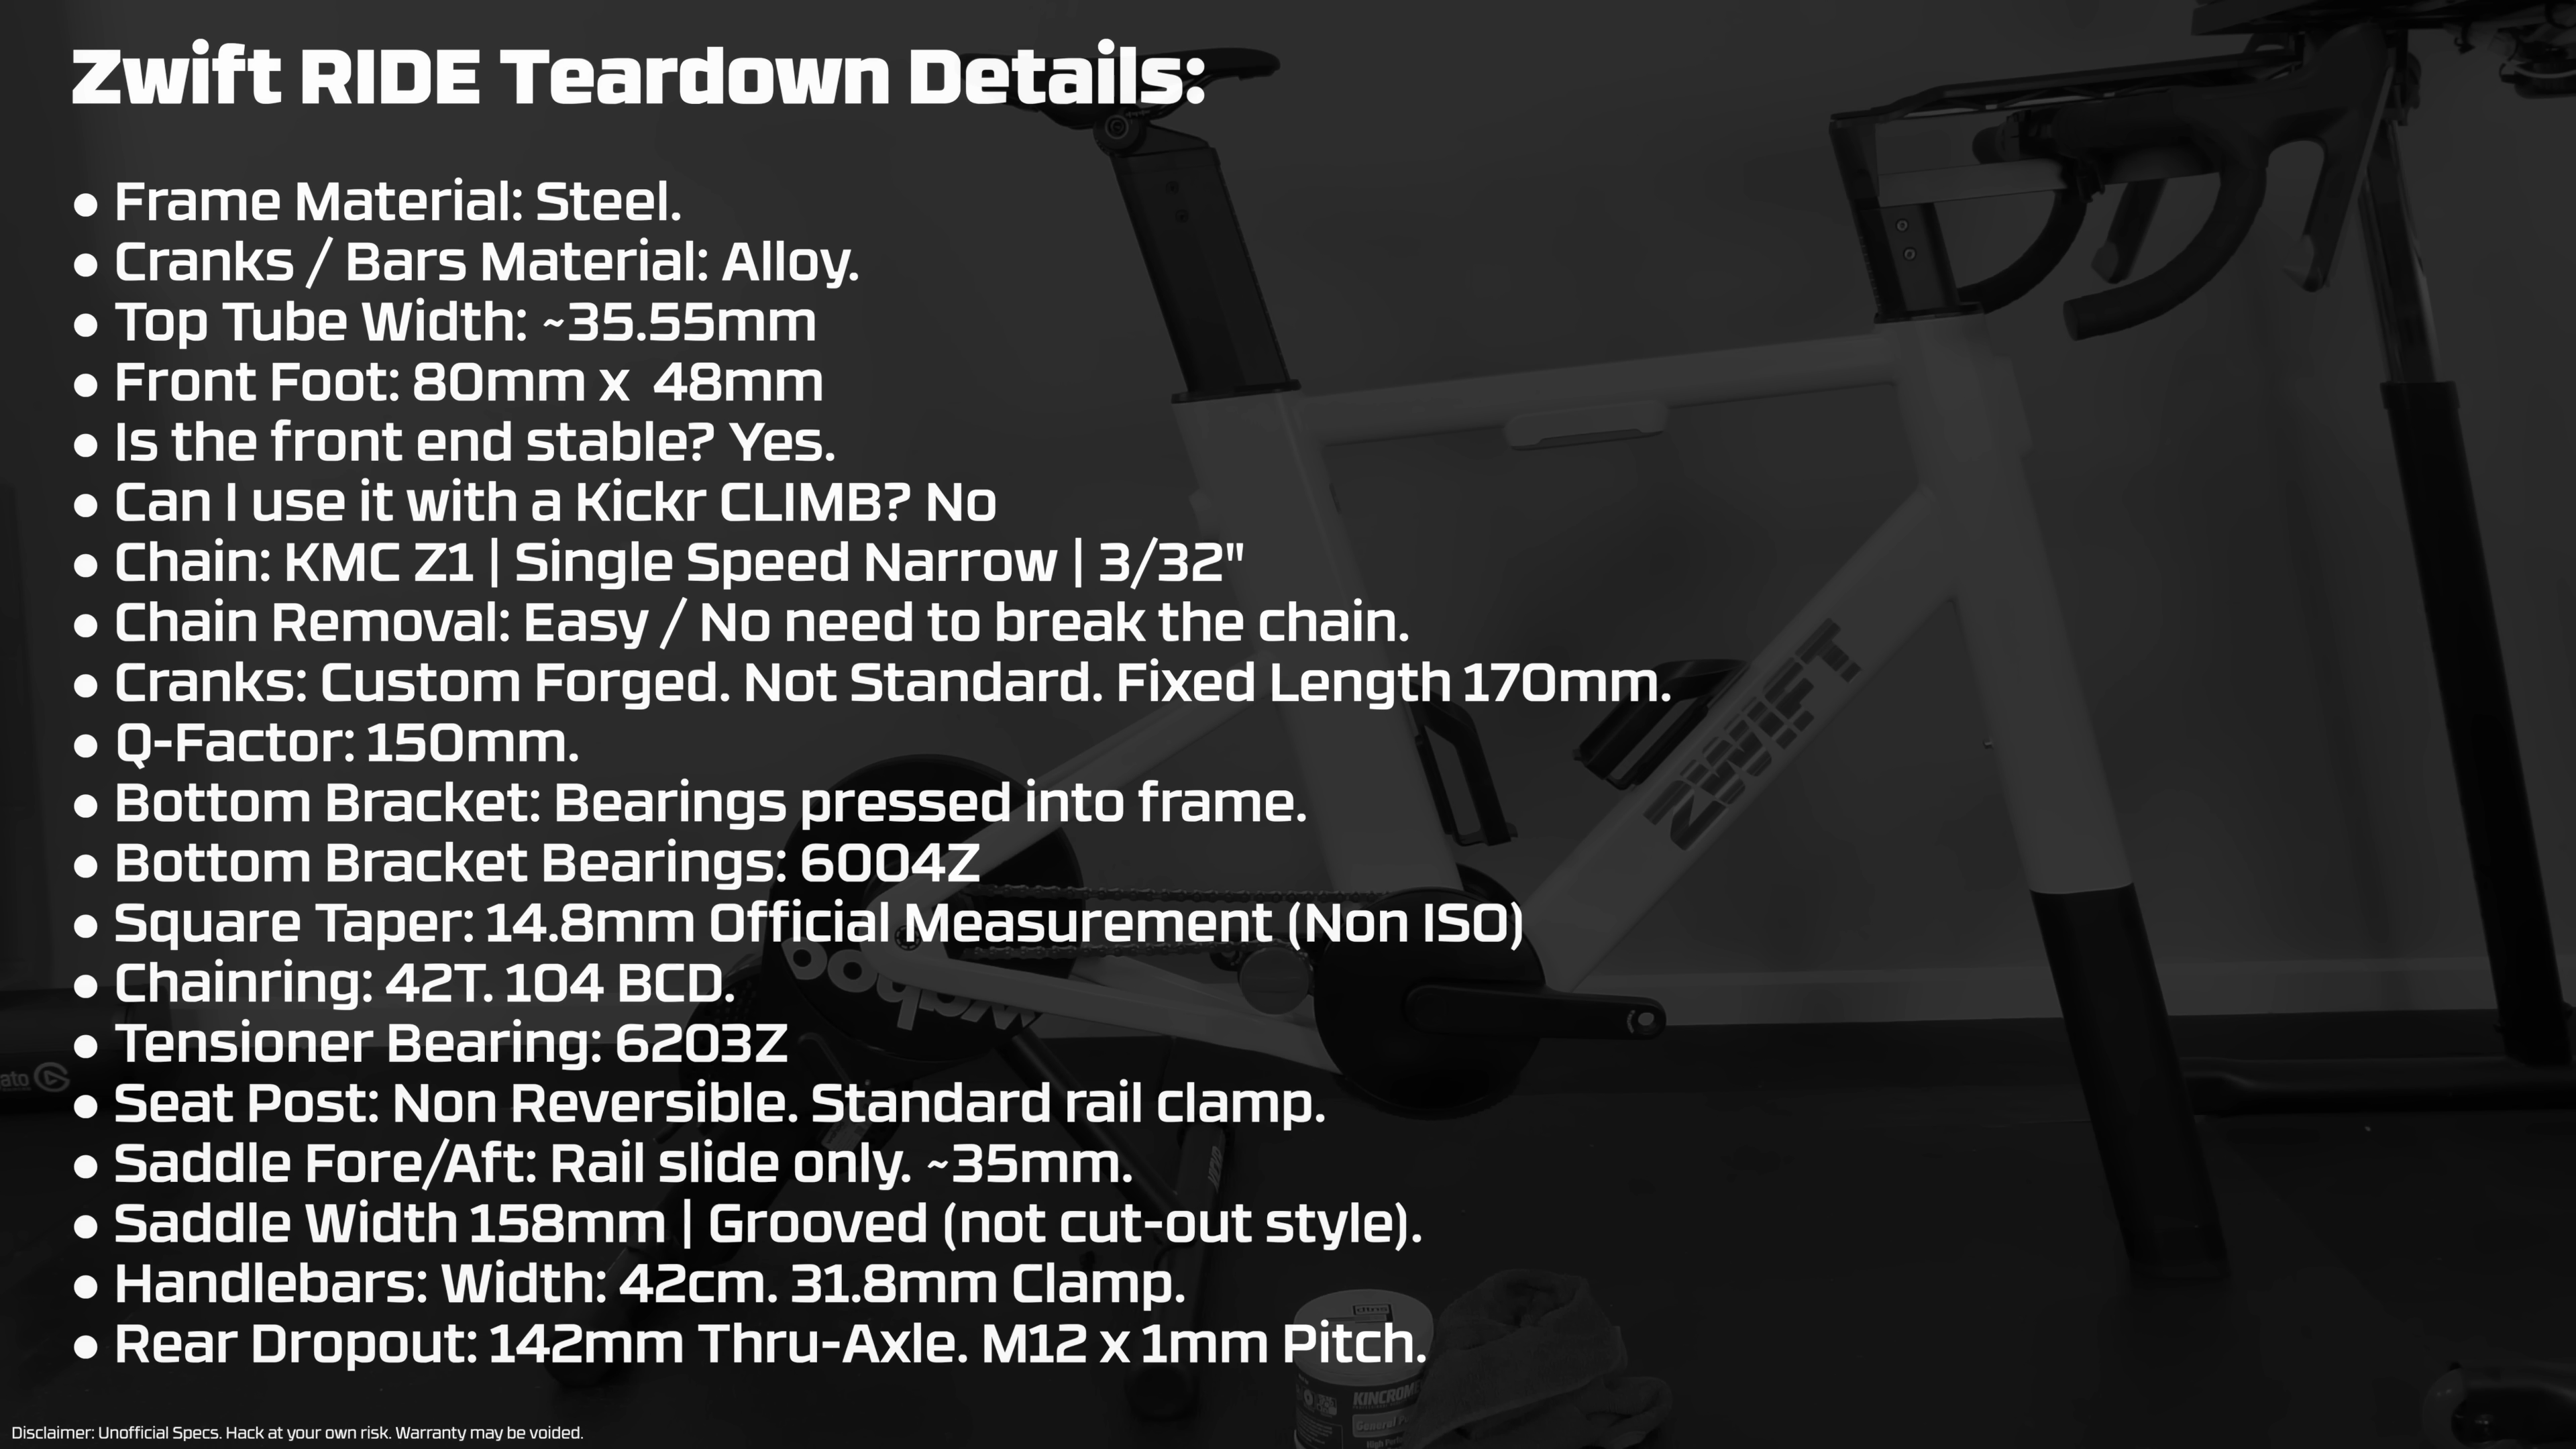 Zwift RIDE Teardown Details:
• Frame Material: Steel.
• Cranks / Bars Material: Alloy.
• Top Tube Width: ~35.55mm
• Front Foot: 80mm x  48mm
• Is the front end stable? Yes.
• Can I use it with a Kickr CLIMB? No
• Chain: KMC Z1 | Single Speed Narrow | 3/32"
• Chain Removal: Easy / No need to break the chain.
• Cranks: Custom Forged. Not Standard. Fixed Length 170mm.
• Q-Factor: 150mm.
• Bottom Bracket: Bearings pressed into frame.
• Bottom Bracket Bearings: 6004Z
• Square Taper: 14.8mm Official Measurement (Non ISO)
• Chainring: 42T. 104 BCD.
• Tensioner Bearing: 6203Z
• Seat Post: Non Reversible. Standard rail clamp.
• Saddle Fore/Aft: Rail slide only. ~35mm.
• Saddle Width 158mm | Grooved (not cut-out style).
• Handlebars: Width: 42cm. 31.8mm Clamp.
• Rear Dropout: 142mm Thru-Axle. M12 x 1mm Pitch.
Disclaimer: Unofficial Specs. Hack at your own risk. Warranty may be voided.
ZWIFT
wahoo
ato
KINCROME
General